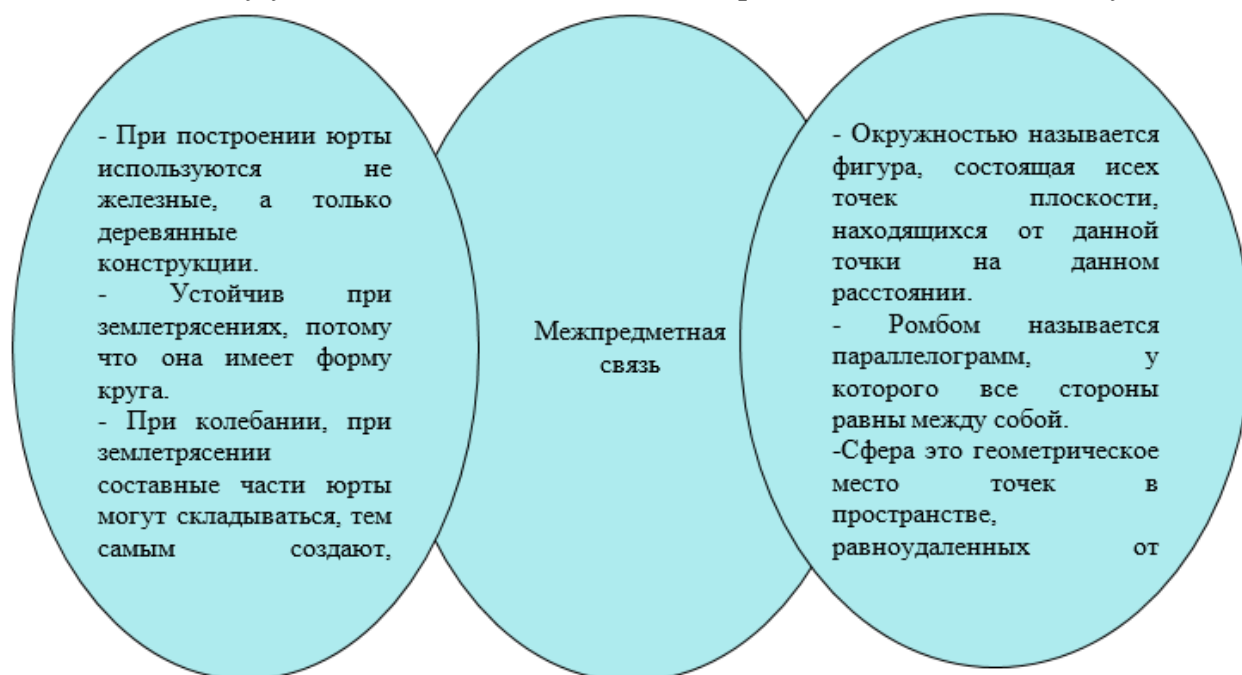 - При построении юрты
используются не
железные, а только
деревянные
конструкции.
- Устойчив при
землетрясениях, потому
что она имеет форму
круга.
- При колебании, при
землетрясении
составные части юрты
могут складываться, тем
самым создают,
Межпредметная
связь
- Окружностью называется
фигура, состоящая исех
точек плоскости,
находящихся от данной
точки на данном
расстоянии.
- Ромбом называется
параллелограмм, у
которого все стороны
равны между собой.
-Сфера это геометрическое
место точек в
пространстве,
равноудаленных от